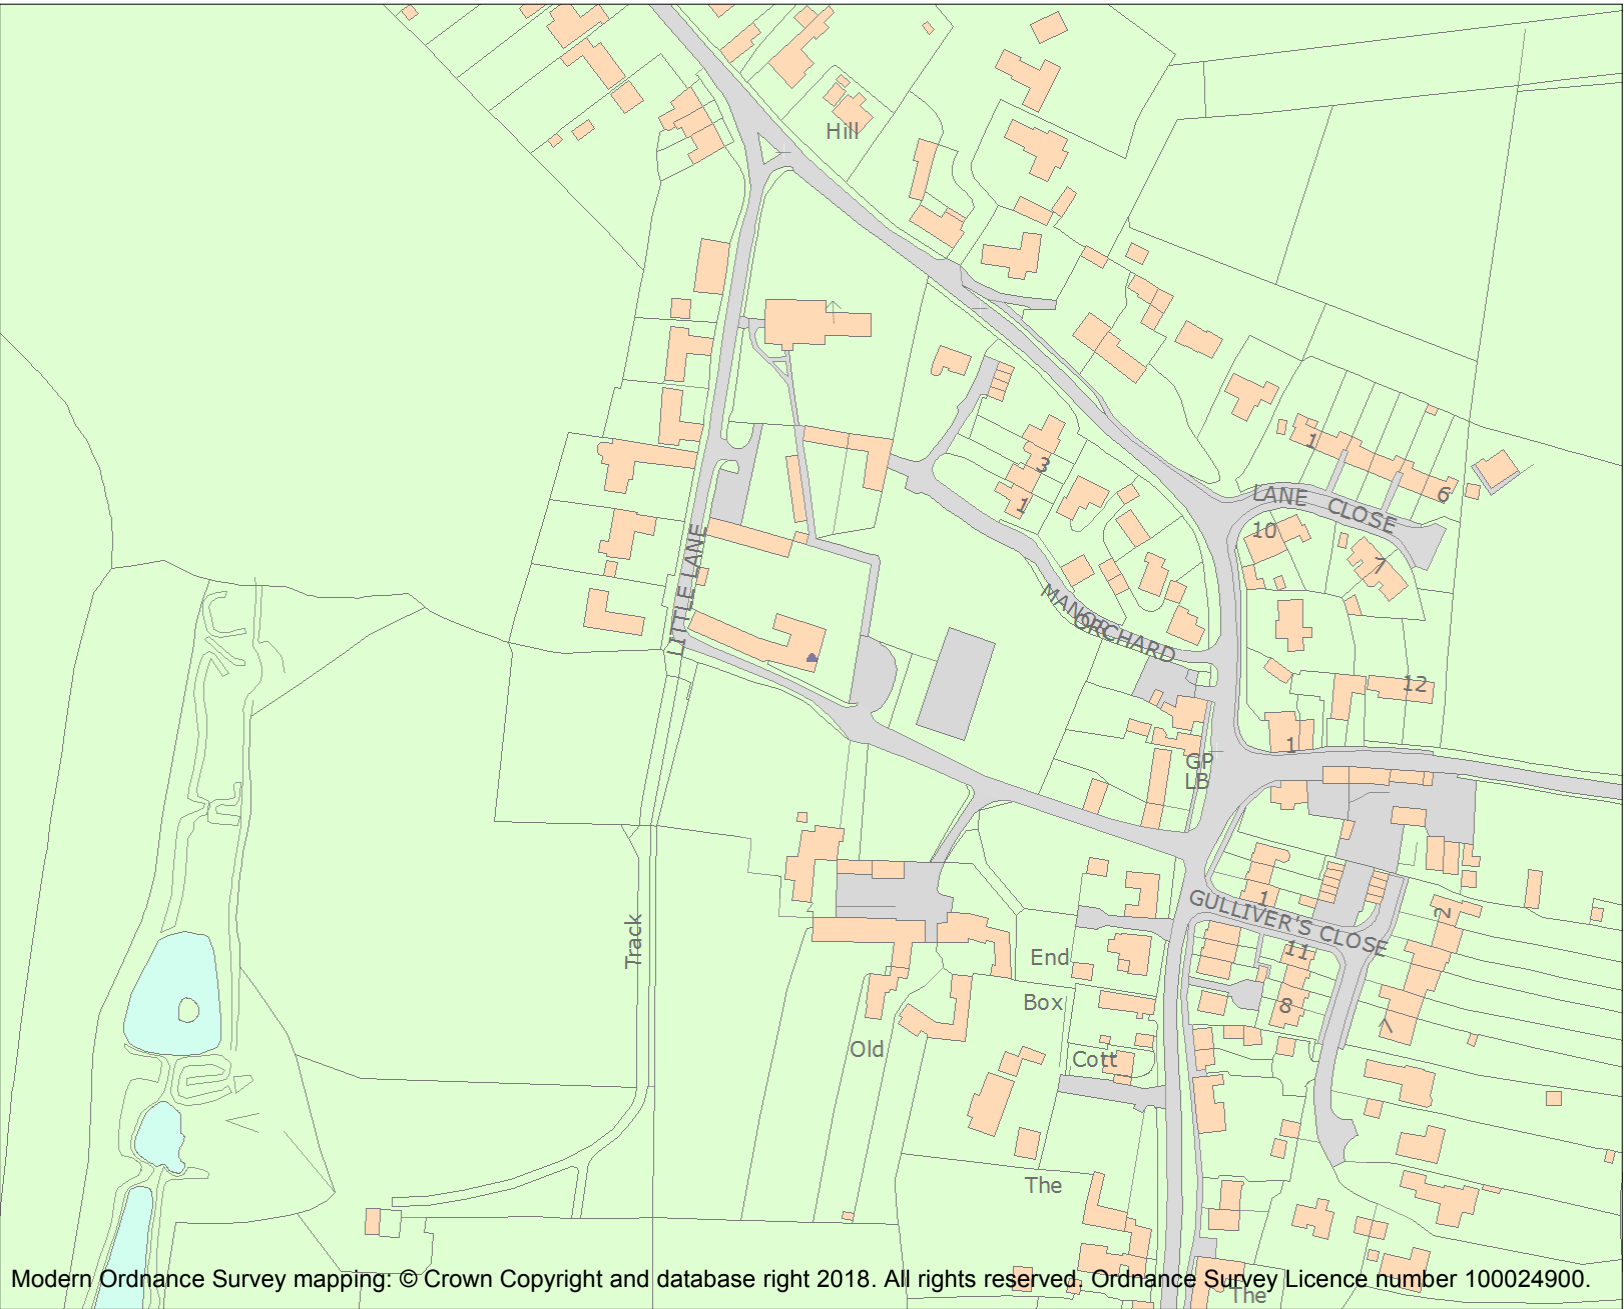 Hill
3
1
1
6
LANE CLOSE
10
7
LITTLE LANE
MANOR
ORCHARD
12
1
GP
LB
1
GULLIVER'S CLOSE
2
11
8
7
Track
End
Box
Old
Cott
The
The
Modern Ordnance Survey mapping: © Crown Copyright and database right 2018. All rights reserved. Ordnance Survey Licence number 100024900.